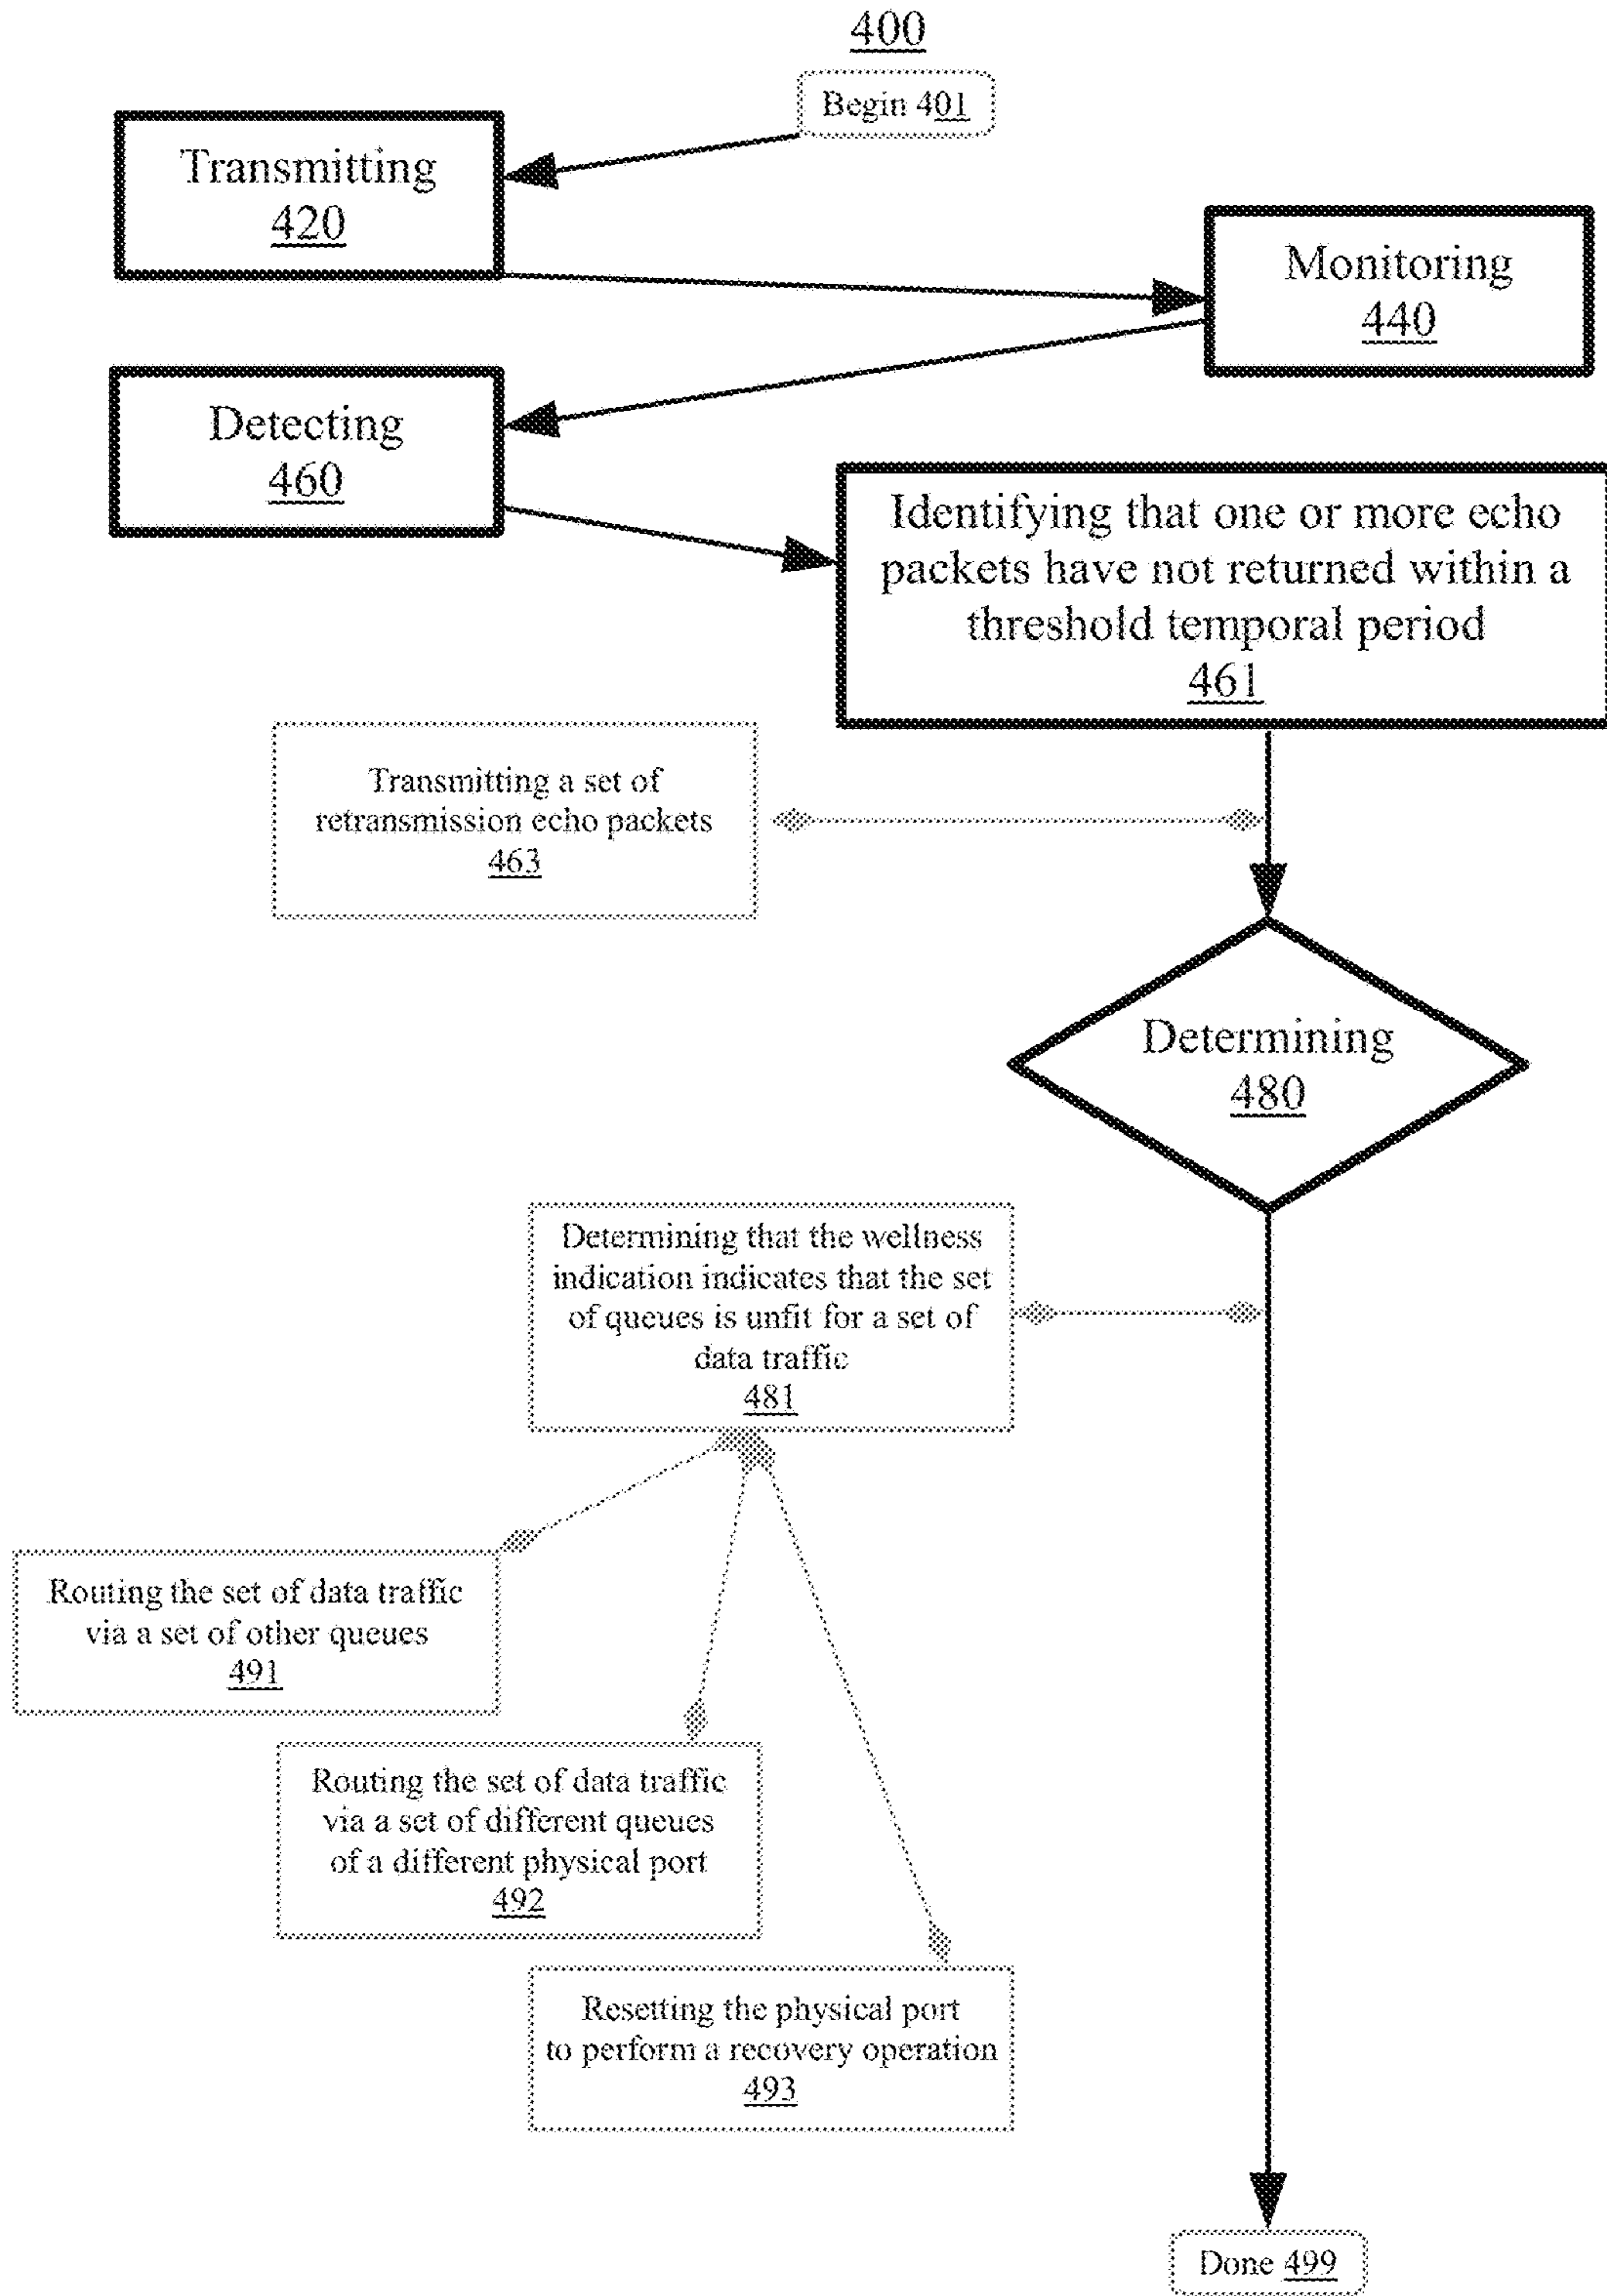 400
Begin 401
Transmitting
420
Monitoring
440
Detecting
460
Identifying that one or more echo
packets have not returned within a
threshold temporal period
461
Transmitting a set of
retransmission echo packets
463
Determining
480
Determining that the wellness
indication indicates that the set
of queues is unfit for a set of
data traffic
481
Routing the set of data traffic
via a set of other queues
491
Routing the set of data traffic
via a set of different queues
of a different physical port
492
Resetting the physical port
to perform a recovery operation
493
Done 499